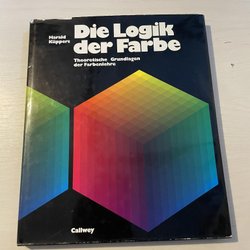 Harald
Küppers
Die Logik
der Farbe
Theoretische Grundlagen
der Farbenlehre
Callwey